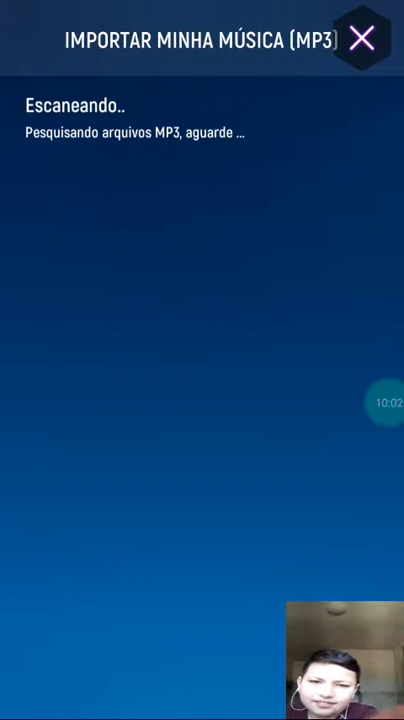 IMPORTAR MINHA MÚSICA (MP3)
Escaneando..
Pesquisando arquivos MP3, aguarde ...
10:02